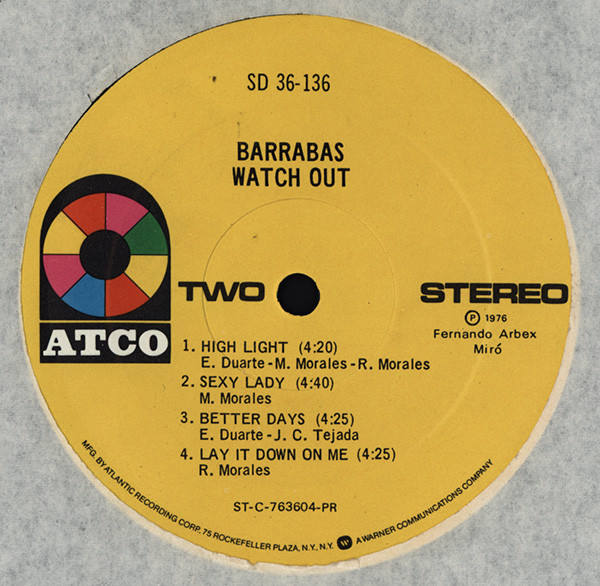 SD 36-136
BARRABAS
WATCH OUT
ATCO
TWO
STEREO
Ⓟ 1976
Fernando Arbex
Miró
1. HIGH LIGHT (4:20)
E. Duarte-M. Morales-R. Morales
2. SEXY LADY (4:40)
M. Morales
3. BETTER DAYS (4:25)
E. Duarte-J. C. Tejada
4. LAY IT DOWN ON ME (4:25)
R. Morales
ST-C-763604-PR
MFG. BY ATLANTIC RECORDING CORP. 75 ROCKEFELLER PLAZA, N.Y., N.Y. A WARNER COMMUNICATIONS COMPANY